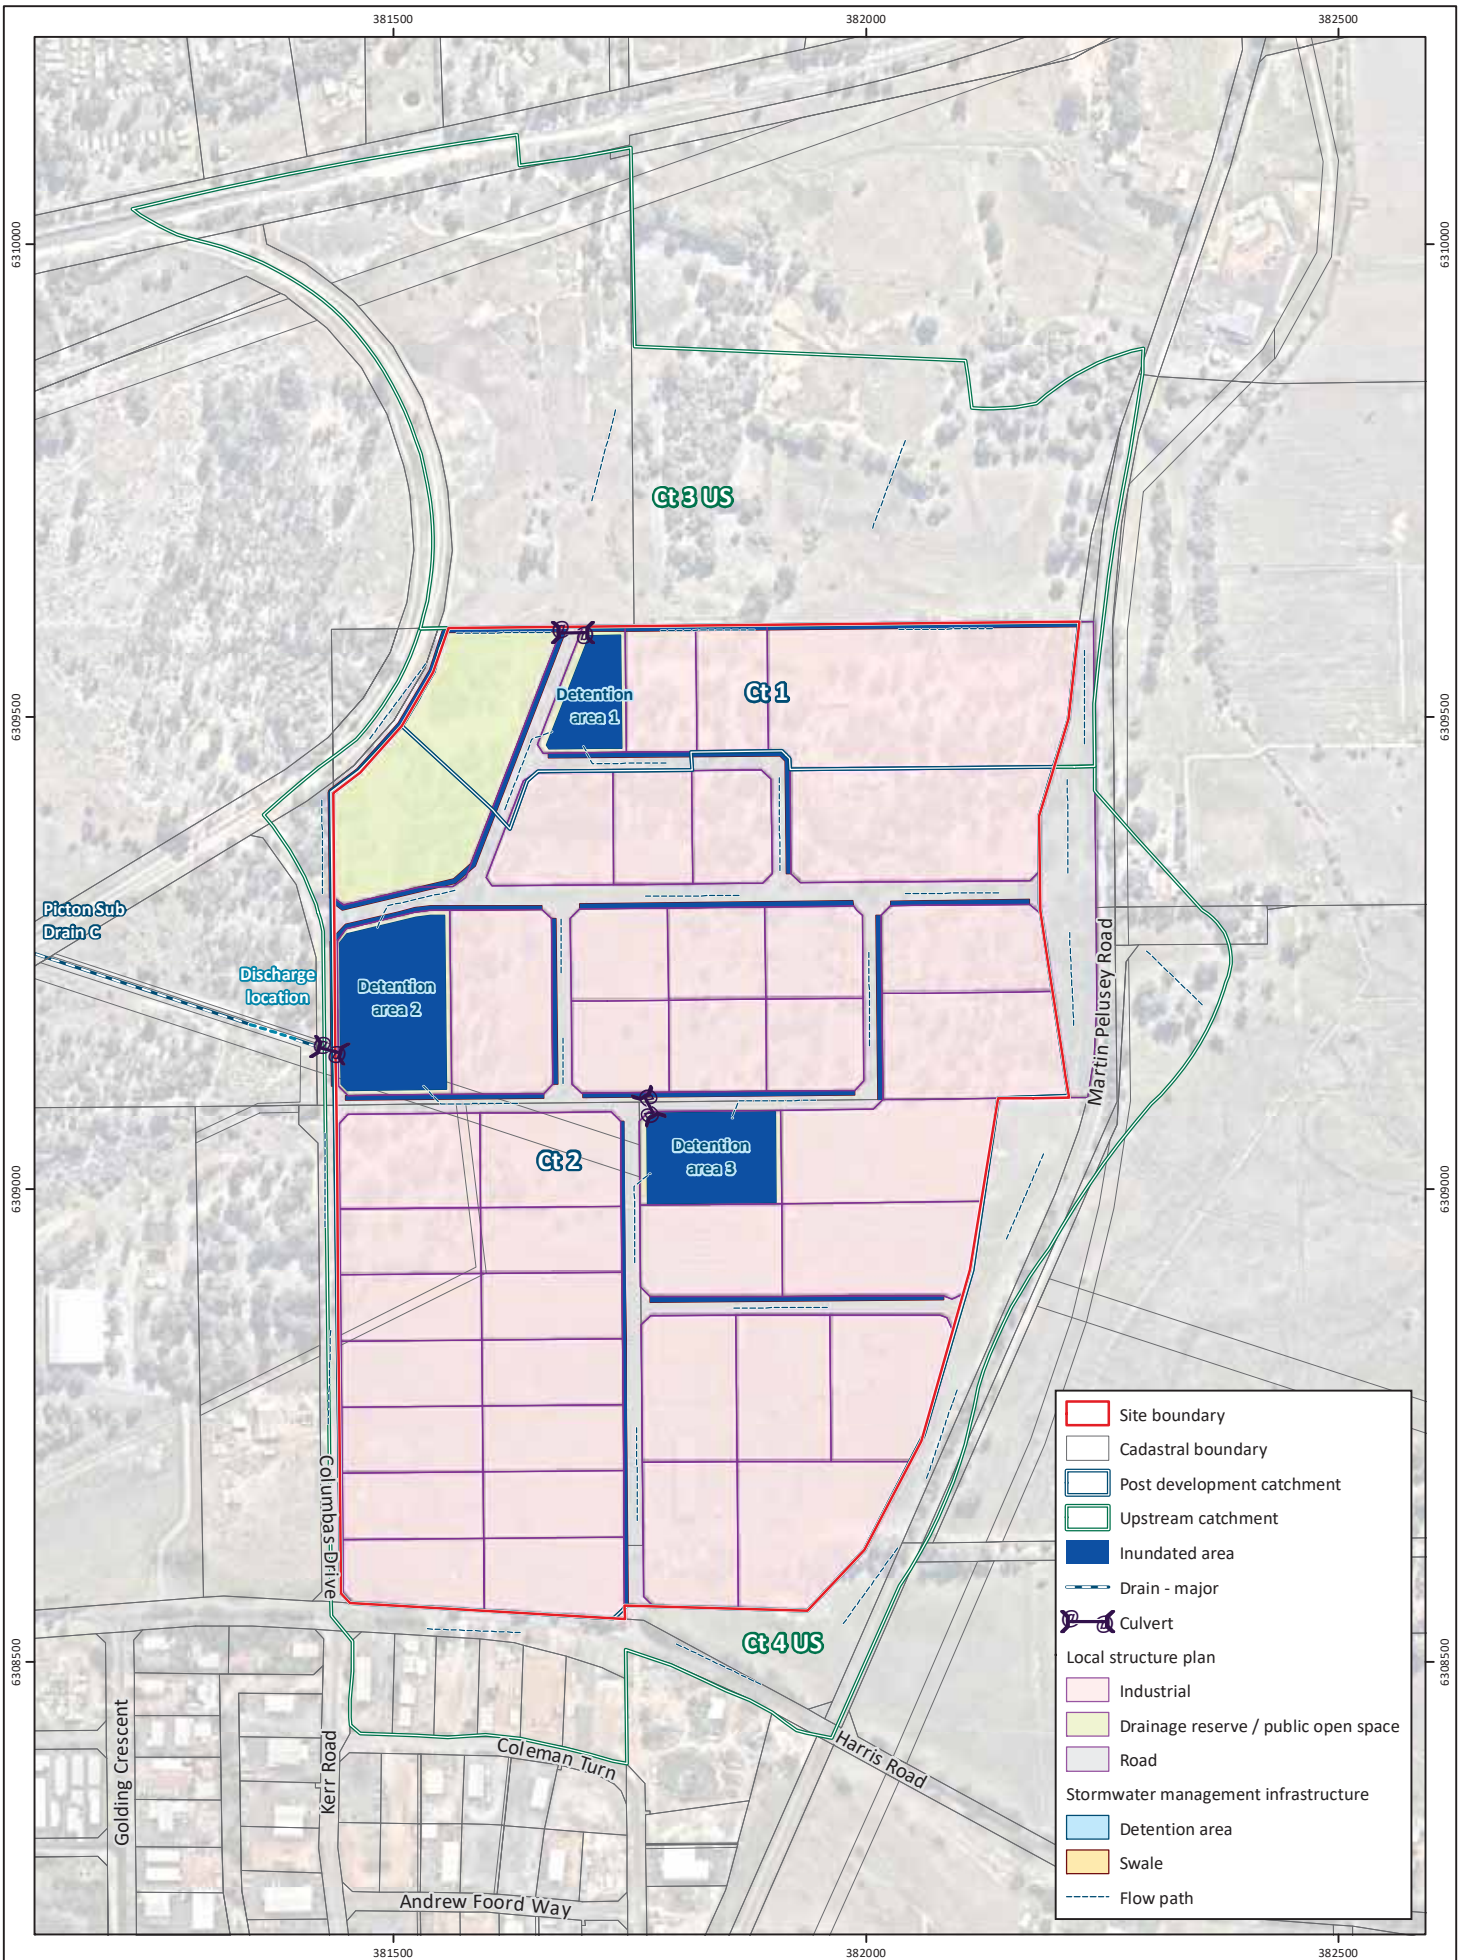 381500
382000
382500
6310000
6310000
Ct 3 US
Detention
area 1
Ct 1
6309500
6309500
Picton Sub
Drain C
Discharge
location
Detention
area 2
Martin Pelusey Road
Detention
area 3
Ct 2
6309000
6309000
Columbas Drive
Ct 4 US
6308500
6308500
Golding Crescent
Kerr Road
Coleman Turn
Harris Road
Andrew Foord Way
Site boundary
Cadastral boundary
Post development catchment
Upstream catchment
Inundated area
Drain - major
Culvert
Local structure plan
Industrial
Drainage reserve / public open space
Road
Stormwater management infrastructure
Detention area
Swale
Flow path
381500
382000
382500